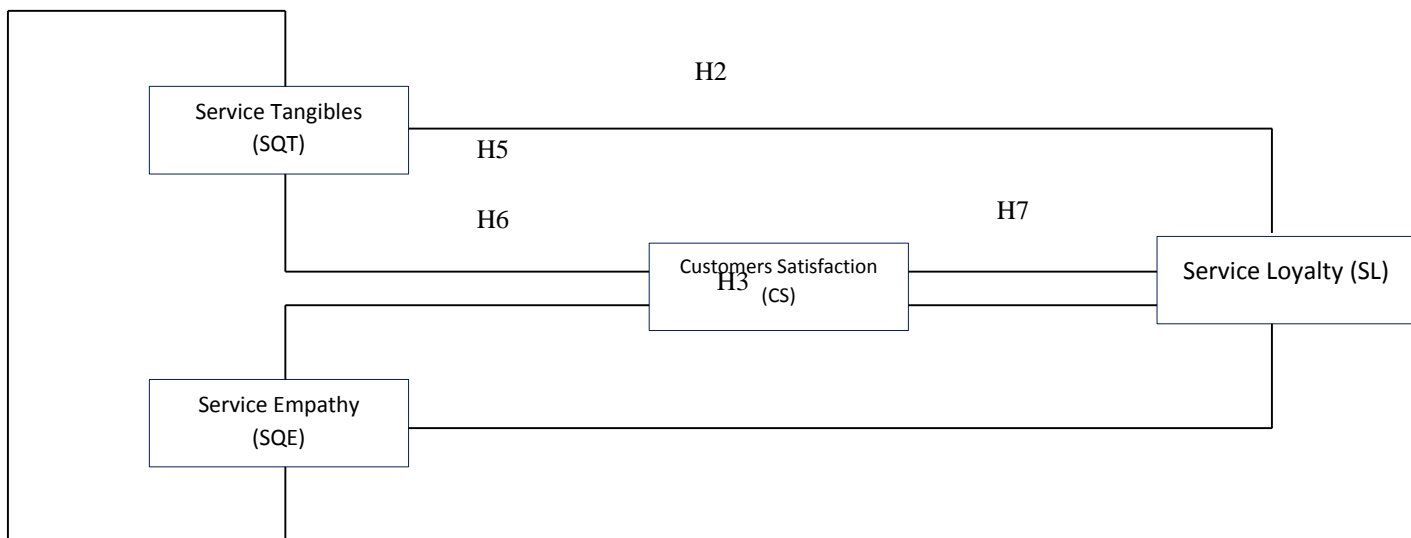 H2
Service Tangibles
(SQT)
H5
H7
H6
Customers Satisfaction
(CS)
H3
Service Loyalty (SL)
Service Empathy
(SQE)